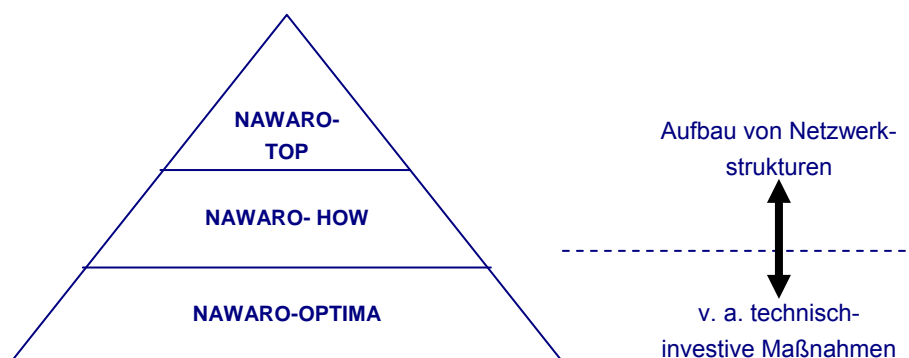 NAWARO-
TOP
NAWARO- HOW
NAWARO-OPTIMA
Aufbau von Netzwerk-
strukturen
v. a. technisch-
investive Maßnahmen